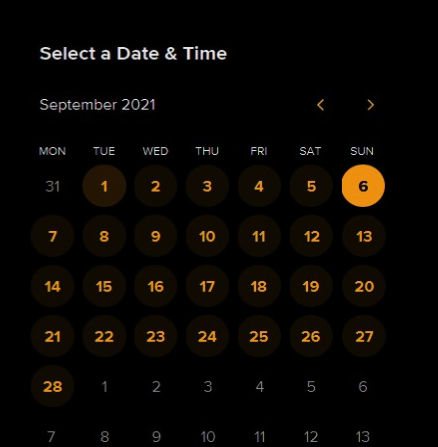 Select a Date & Time
September 2021
MON TUE WED THU FRI SAT SUN
31 1 2 3 4 5 6
7 8 9 10 11 12 13
14 15 16 17 18 19 20
21 22 23 24 25 26 27
28 1 2 3 4 5 6
7 8 9 10 11 12 13